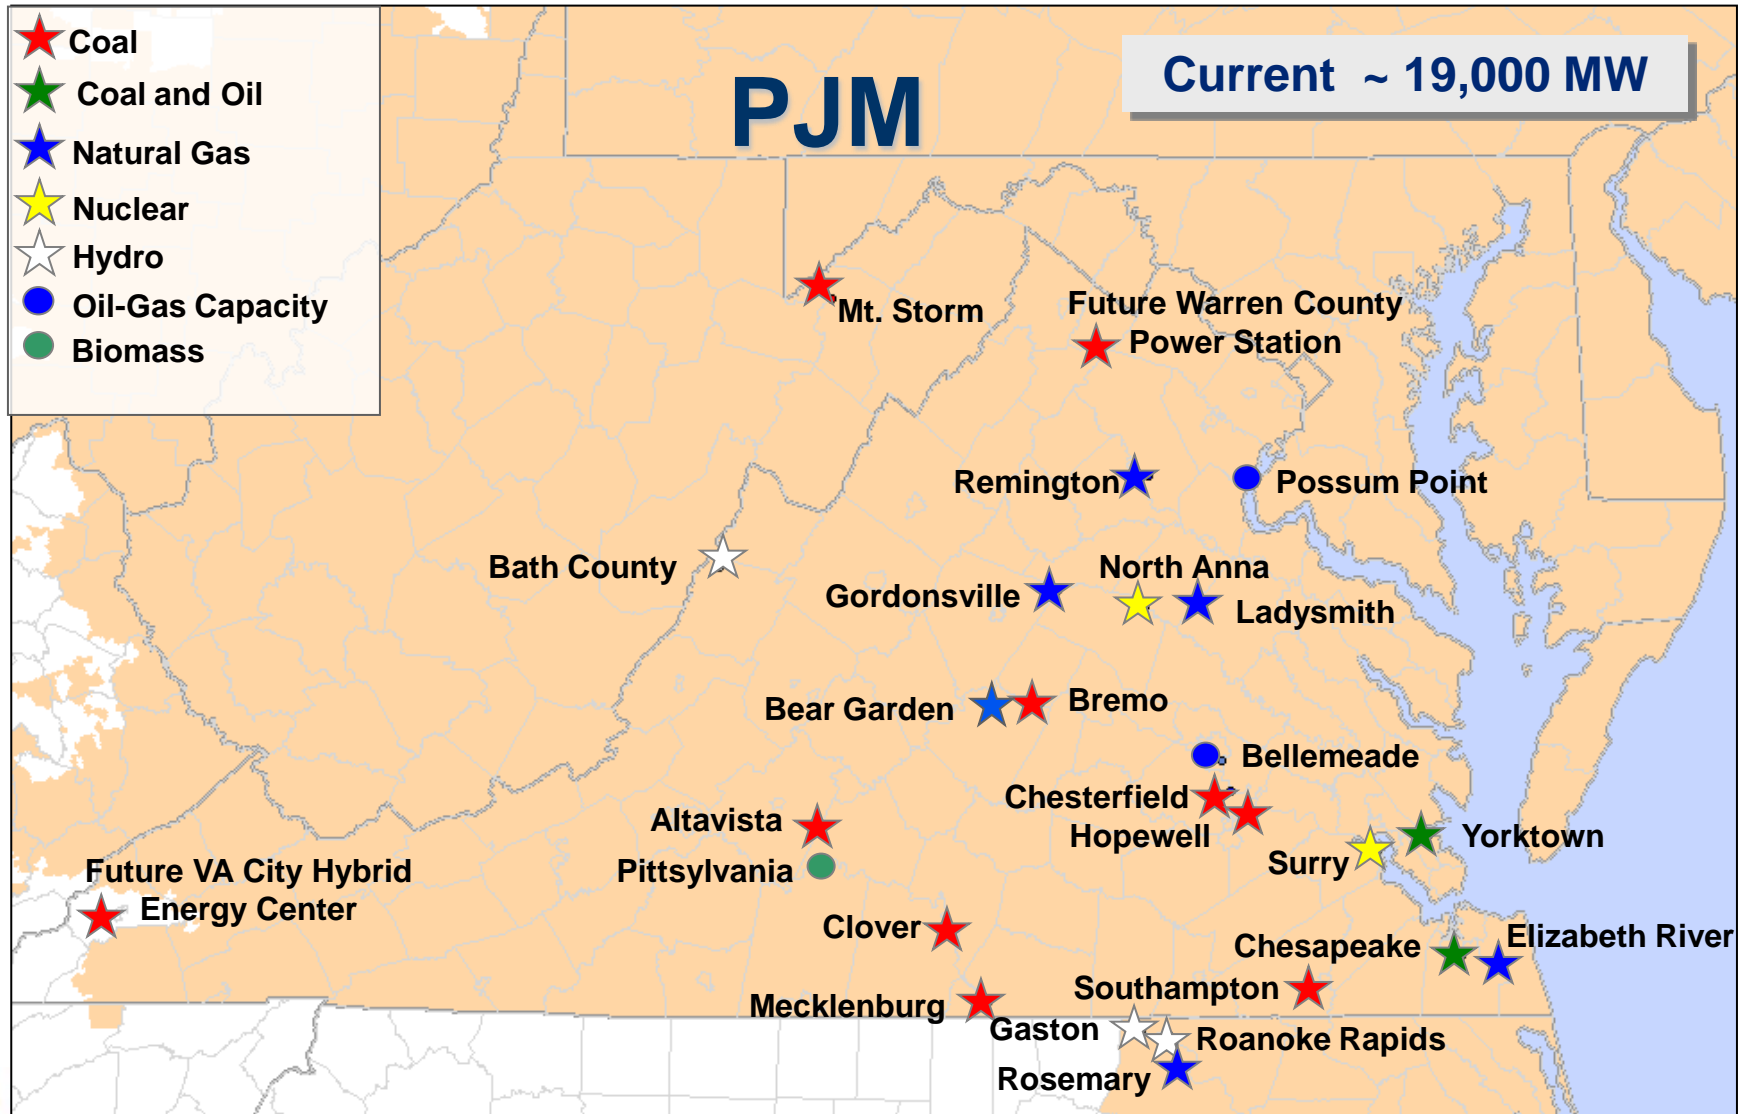 Coal
Coal and Oil
Natural Gas
Nuclear
Hydro
Oil-Gas Capacity
Biomass
PJM
Current ~ 19,000 MW
Mt. Storm
Future Warren County
Power Station
Remington
Possum Point
Bath County
North Anna
Gordonsville
Ladysmith
Bear Garden
Bremo
Bellemeade
Chesterfield
Hopewell
Altavista
Yorktown
Surry
Pittsylvania
Future VA City Hybrid
Energy Center
Clover
Elizabeth River
Chesapeake
Southampton
Mecklenburg
Gaston
Roanoke Rapids
Rosemary